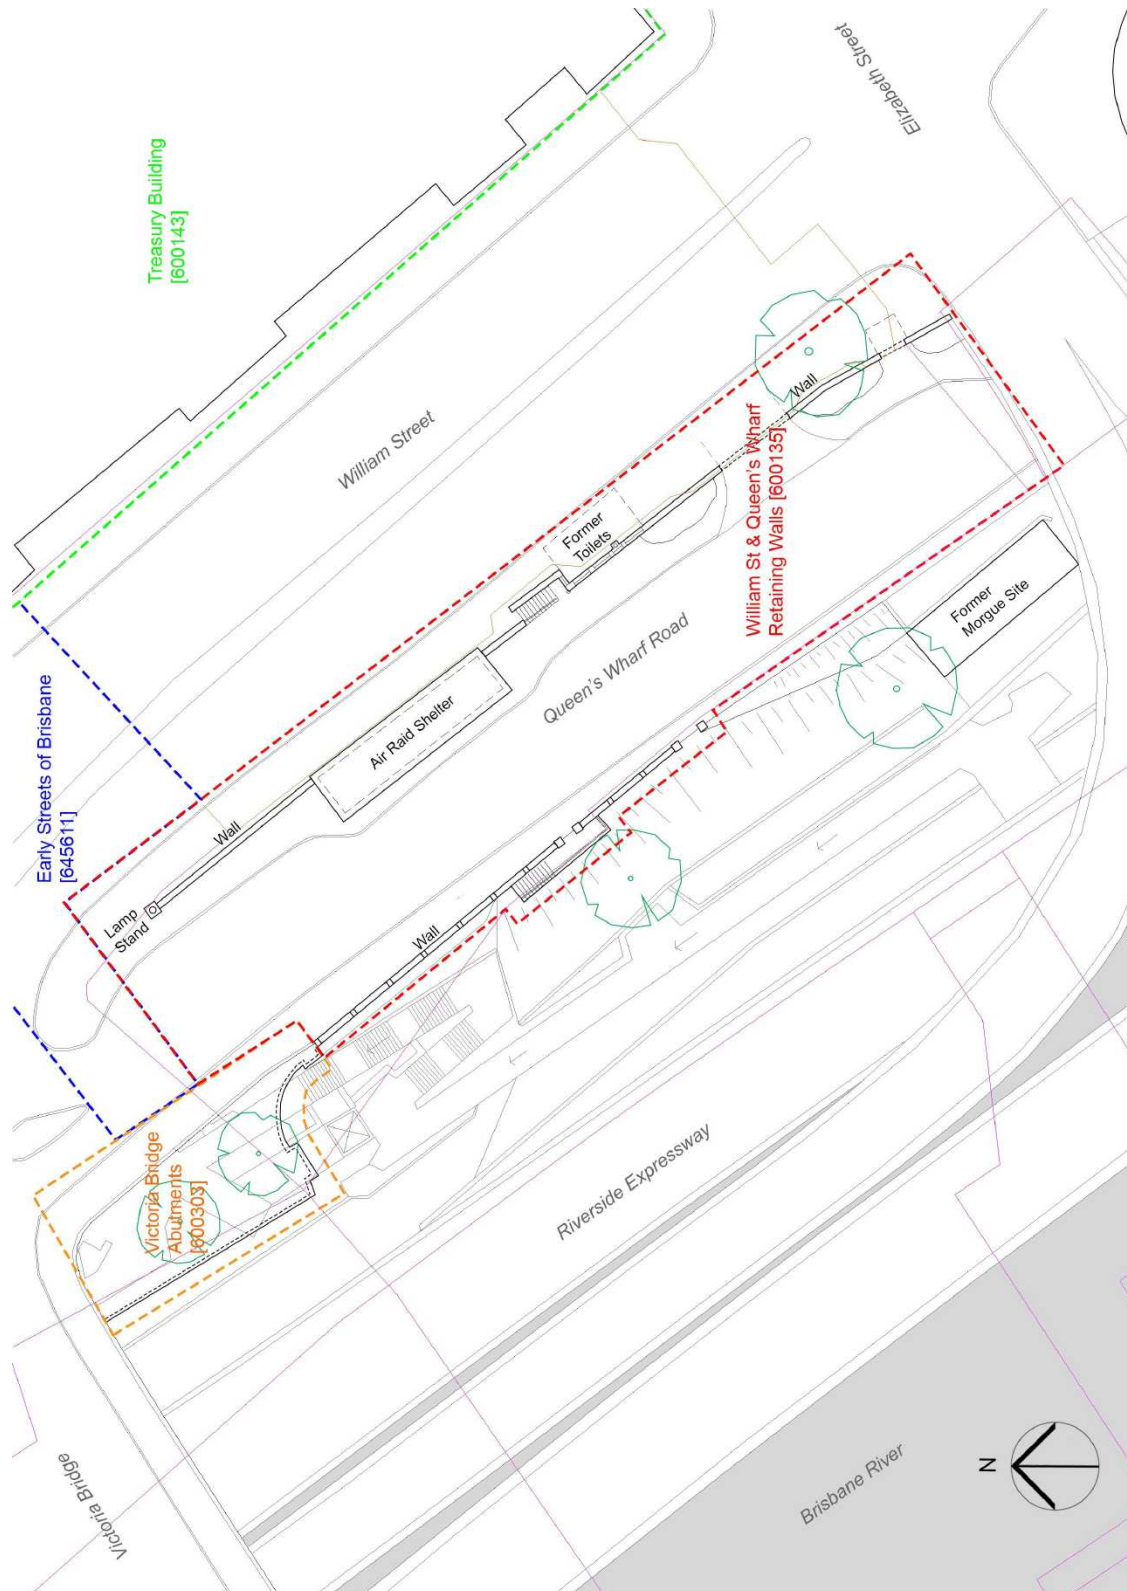 Elizabeth Street
Treasury Building
[600143]
William Street
Wall
William St & Queen's Wharf
Retaining Walls [600135]
Former
Toilets
Former
Morgue Site
Queen's Wharf Road
Air Raid Shelter
Early Streets of Brisbane
[645611]
Wall
Lamp
Stand
Wall
Victoria Bridge
Abutments
[600303]
Riverside Expressway
Brisbane River
N
Victoria Bridge